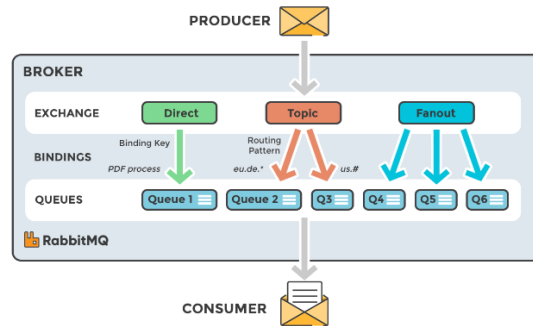 PRODUCER
BROKER
EXCHANGE
Direct
Topic
Fanout
Binding Key
Routing
Pattern
BINDINGS
PDF process
eu.de.*
us.#
QUEUES
Queue 1
Queue 2
Q3
Q4
Q5
Q6
RabbitMQ
CONSUMER